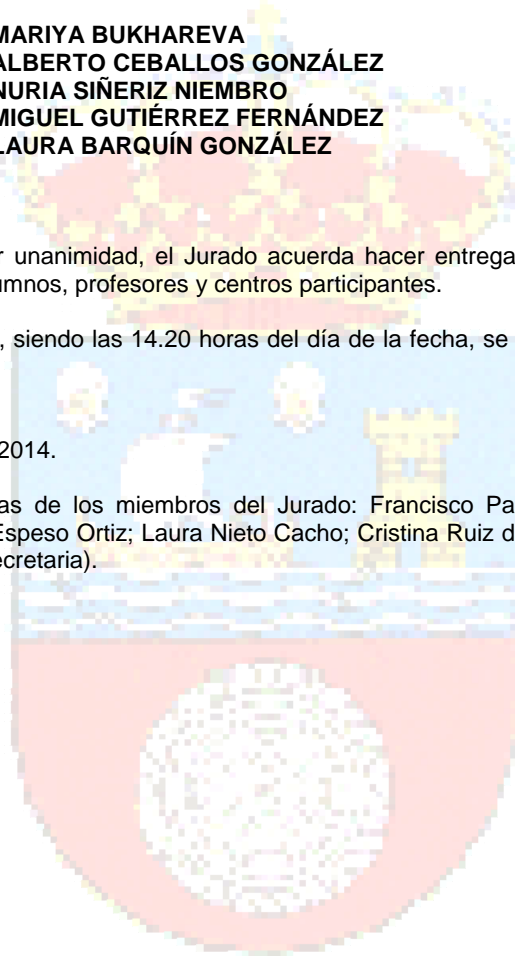 MARIYA BUKHAREVA
ALBERTO CEBALLOS GONZÁLEZ
NURIA SIÑERIZ NIEMBRO
MIGUEL GUTIÉRREZ FERNÁNDEZ
LAURA BARQUÍN GONZÁLEZ
r unanimidad, el Jurado acuerda hacer entrega
umnos, profesores y centros participantes.
, siendo las 14.20 horas del día de la fecha, se
2014.
as de los miembros del Jurado: Francisco Pa
Espeso Ortiz; Laura Nieto Cacho; Cristina Ruiz d
ecretaria).